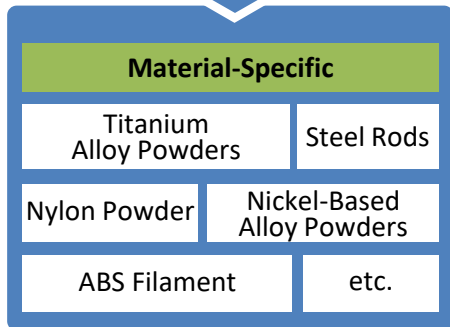 Material-Specific
Titanium
Alloy Powders
Steel Rods
Nylon Powder
Nickel-Based
Alloy Powders
ABS Filament
etc.